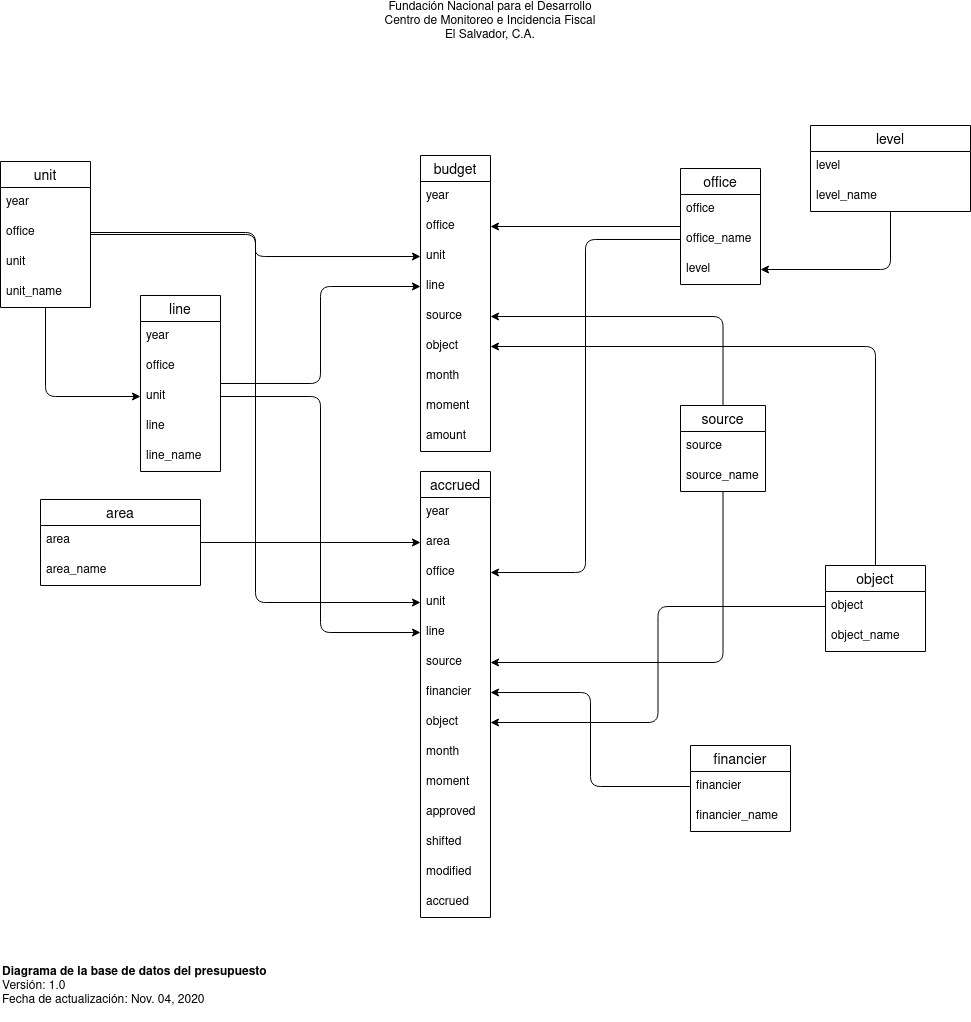 Fundación Nacional para el Desarrollo
Centro de Monitoreo e Incidencia Fiscal
El Salvador, C.A.
unit
year
office
unit
unit_name
line
year
office
unit
line
line_name
area
area
area_name
budget
year
office
unit
line
source
object
month
moment
amount
accrued
year
area
office
unit
line
source
financier
object
month
moment
approved
shifted
modified
accrued
office
office
office_name
level
level
level
level_name
source
source
source_name
object
object
object_name
financier
financier
financier_name
Diagrama de la base de datos del presupuesto
Versión: 1.0
Fecha de actualización: Nov. 04, 2020